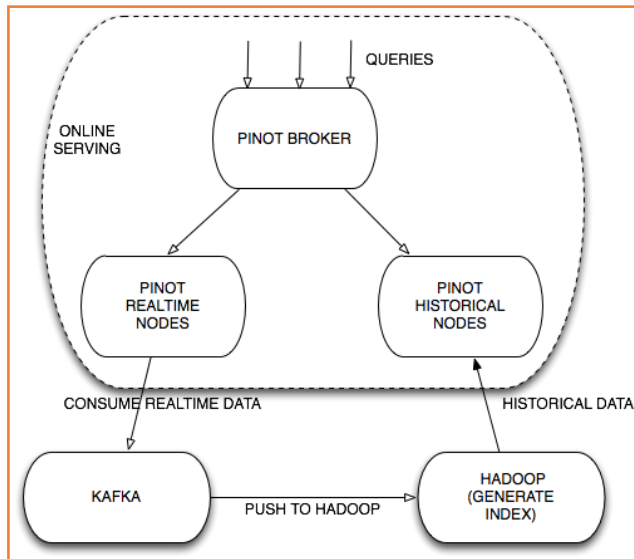 QUERIES
ONLINE
SERVING
PINOT BROKER
PINOT
REALTIME
NODES
PINOT
HISTORICAL
NODES
CONSUME REALTIME DATA
HISTORICAL DATA
KAFKA
PUSH TO HADOOP
HADOOP
(GENERATE
INDEX)